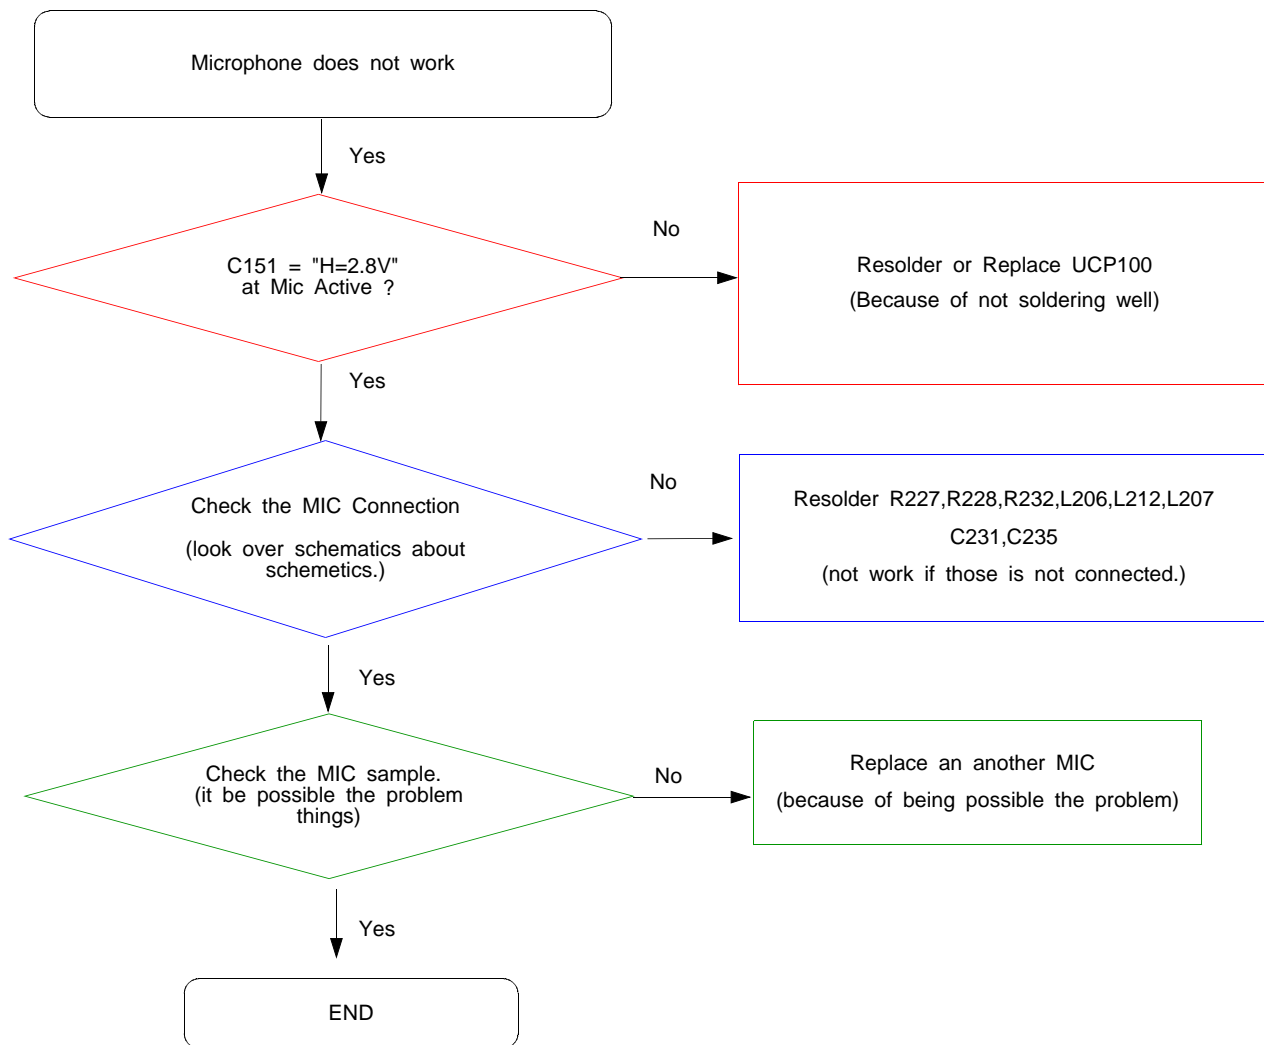 Microphone does not work
Yes
C151 = "H=2.8V"
at Mic Active ?
No
Resolder or Replace UCP100
(Because of not soldering well)
Yes
Check the MIC Connection
(look over schematics about
schemetics.)
No
Resolder R227,R228,R232,L206,L212,L207
C231,C235
(not work if those is not connected.)
Yes
Check the MIC sample.
(it be possible the problem
things)
No
Replace an another MIC
(because of being possible the problem)
Yes
END